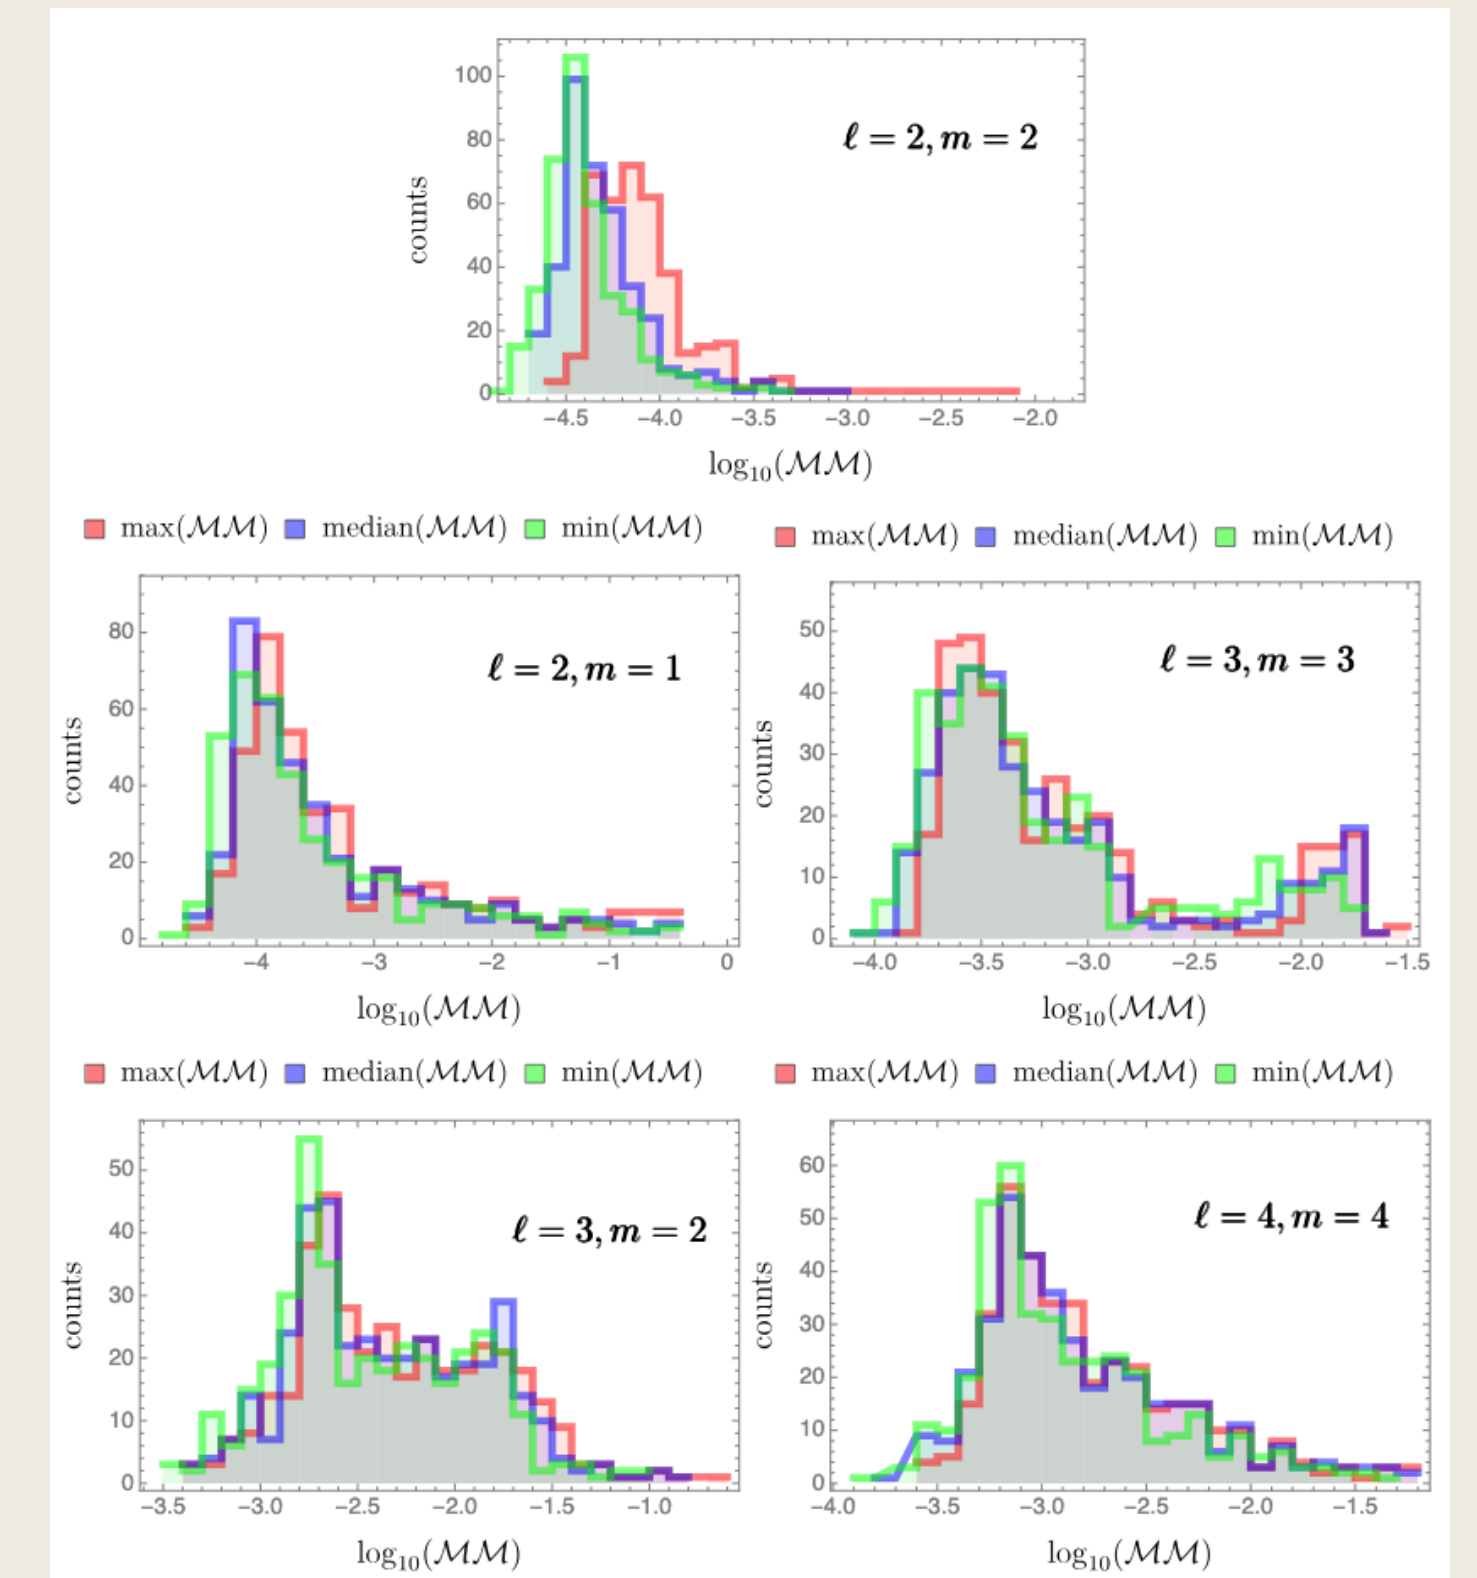 100
80
60
40
20
0
counts
ℓ = 2, m = 2
−4.5 −4.0 −3.5 −3.0 −2.5 −2.0
log₁₀(ℳℳ)
max(ℳℳ) median(ℳℳ) min(ℳℳ)
max(ℳℳ) median(ℳℳ) min(ℳℳ)
80
60
40
20
0
counts
ℓ = 2, m = 1
−4 −3 −2 −1 0
log₁₀(ℳℳ)
50
40
30
20
10
0
counts
ℓ = 3, m = 3
−4.0 −3.5 −3.0 −2.5 −2.0 −1.5
log₁₀(ℳℳ)
max(ℳℳ) median(ℳℳ) min(ℳℳ)
max(ℳℳ) median(ℳℳ) min(ℳℳ)
50
40
30
20
10
0
counts
ℓ = 3, m = 2
−3.5 −3.0 −2.5 −2.0 −1.5 −1.0
log₁₀(ℳℳ)
60
50
40
30
20
10
0
counts
ℓ = 4, m = 4
−4.0 −3.5 −3.0 −2.5 −2.0 −1.5
log₁₀(ℳℳ)